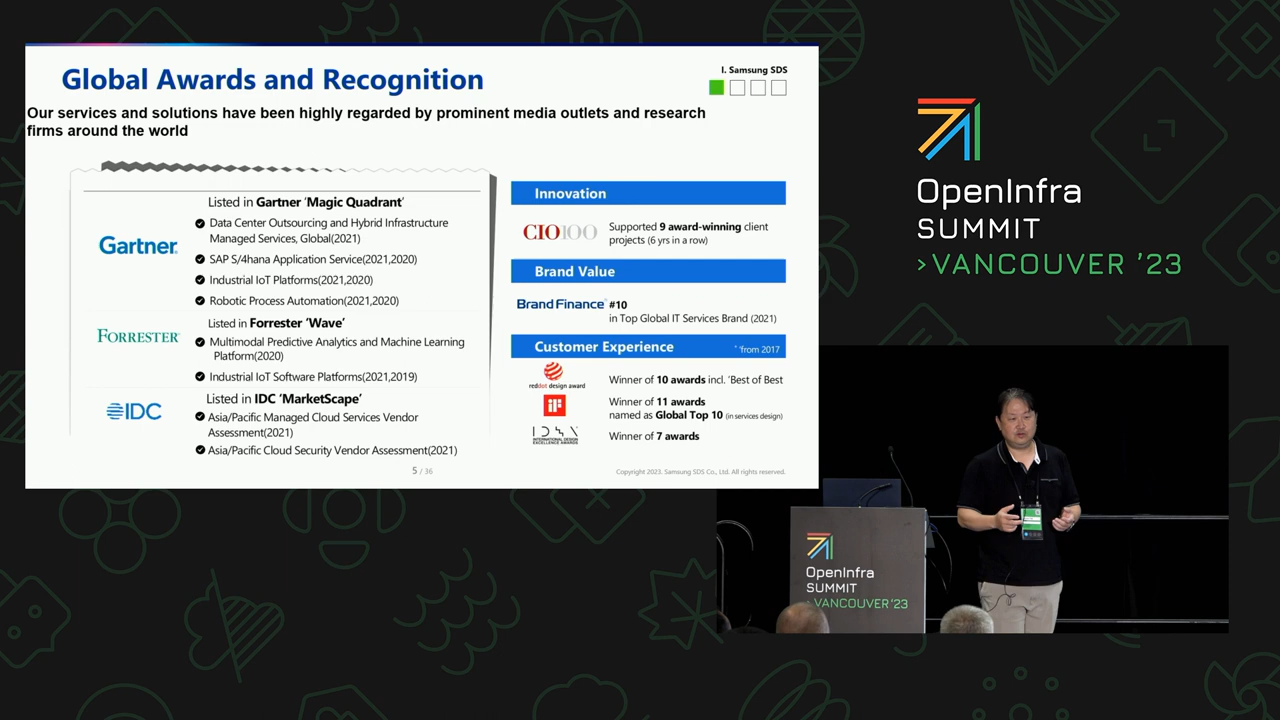 Global Awards and Recognition
I. Samsung SDS
Our services and solutions have been highly regarded by prominent media outlets and research
firms around the world
Gartner
Listed in Gartner 'Magic Quadrant'
Data Center Outsourcing and Hybrid Infrastructure
Managed Services, Global(2021)
SAP S/4hana Application Service(2021,2020)
Industrial IoT Platforms(2021,2020)
Robotic Process Automation(2021,2020)
FORRESTER
Listed in Forrester 'Wave'
Multimodal Predictive Analytics and Machine Learning
Platform(2020)
Industrial IoT Software Platforms(2021,2019)
IDC
Listed in IDC 'MarketScape'
Asia/Pacific Managed Cloud Services Vendor
Assessment(2021)
Asia/Pacific Cloud Security Vendor Assessment(2021)
Innovation
CIO100
Supported 9 award-winning client
projects (6 yrs in a row)
Brand Value
Brand Finance
#10
in Top Global IT Services Brand (2021)
Customer Experience
* 'from 2017
reddot design award
Winner of 10 awards incl. 'Best of Best
iF
Winner of 11 awards
named as Global Top 10 (in services design)
IDEA
INTERNATIONAL DESIGN
EXCELLENCE AWARDS
Winner of 7 awards
5 / 36
Copyright 2023. Samsung SDS Co., Ltd. All rights reserved.
OpenInfra
SUMMIT
>VANCOUVER '23
OpenInfra
SUMMIT
>VANCOUVER '23